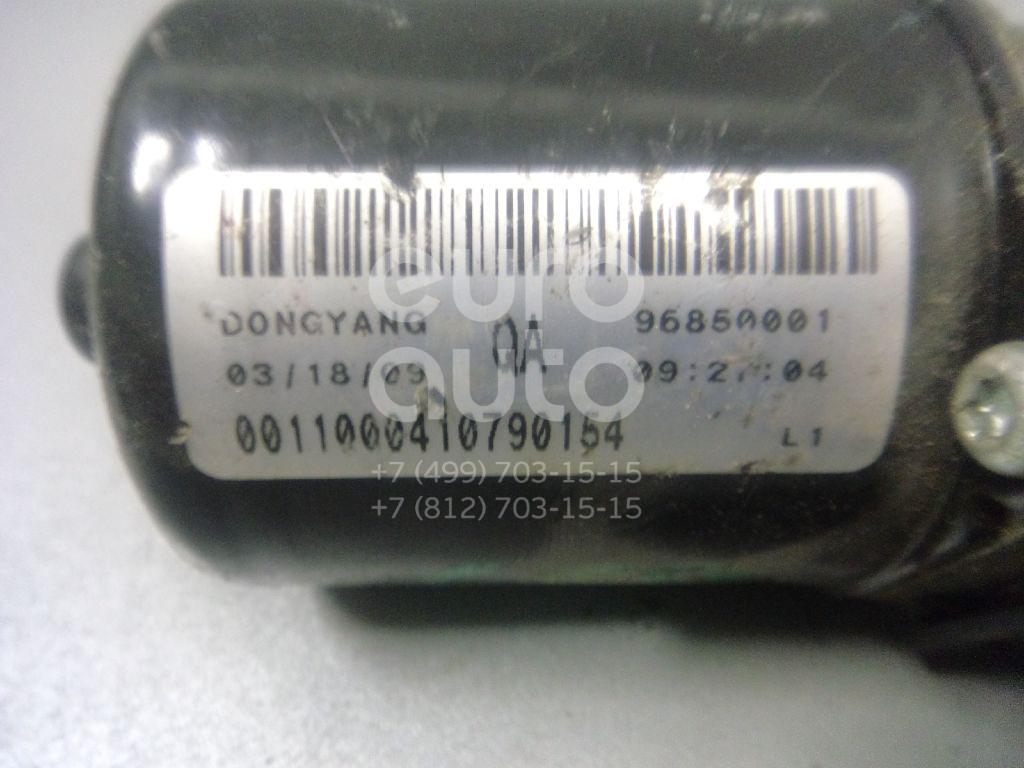 DONGYANG QA 96850001
03/18/09 09:27:04
0011000410790154 L1
euro
auto
+7 (499) 703-15-15
+7 (812) 703-15-15